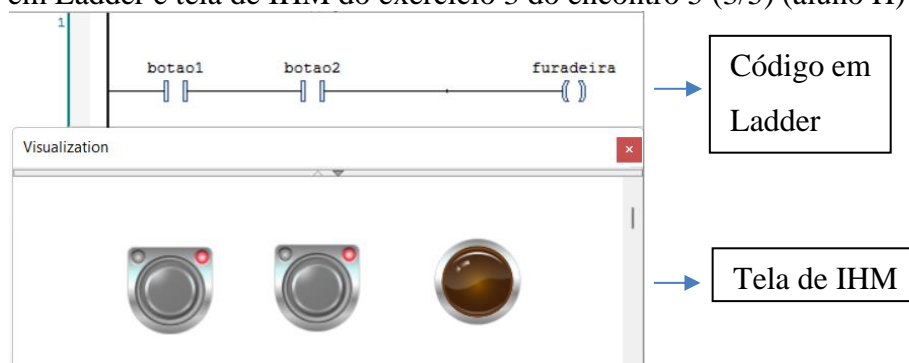 em Ladder e tela de IHM do exercício 3 do encontro 3 (3/3) (aluno H)
1
botao1 botao2 furadeira
Código em
Ladder
Visualization
Tela de IHM